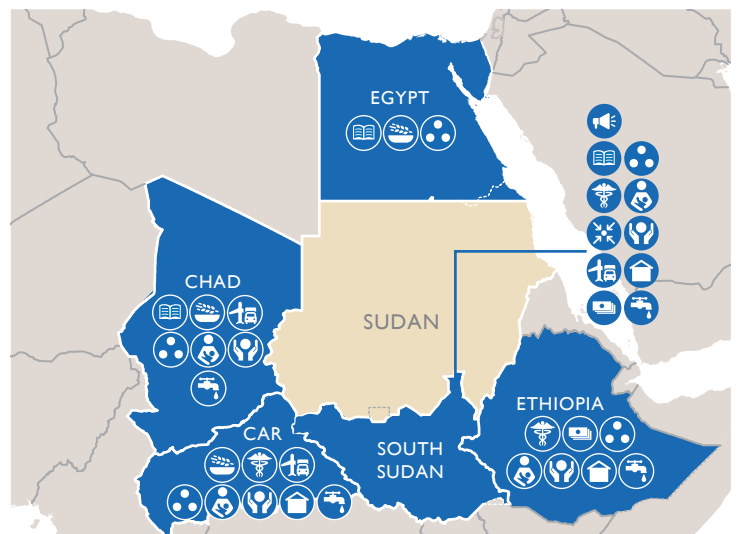 EGYPT
CHAD
SUDAN
ETHIOPIA
CAR
SOUTH
SUDAN